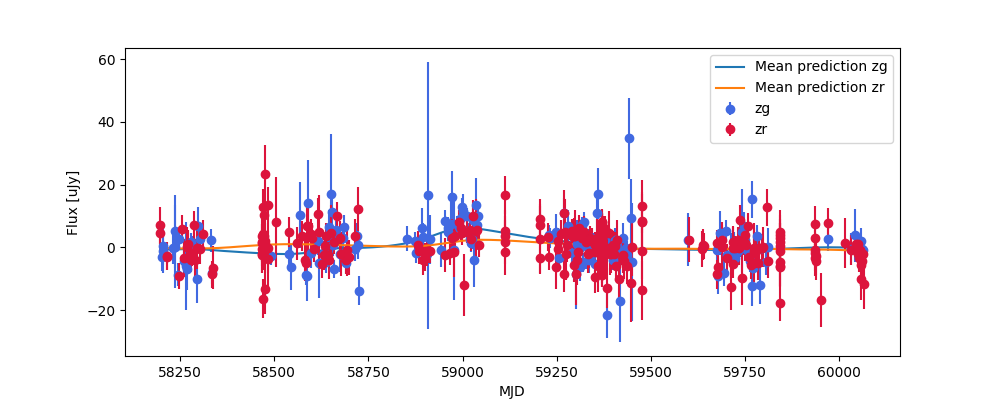 60
40
20
0
−20
Flux [uJy]
58250 58500 58750 59000 59250 59500 59750 60000
MJD
Mean prediction zg
Mean prediction zr
zg
zr